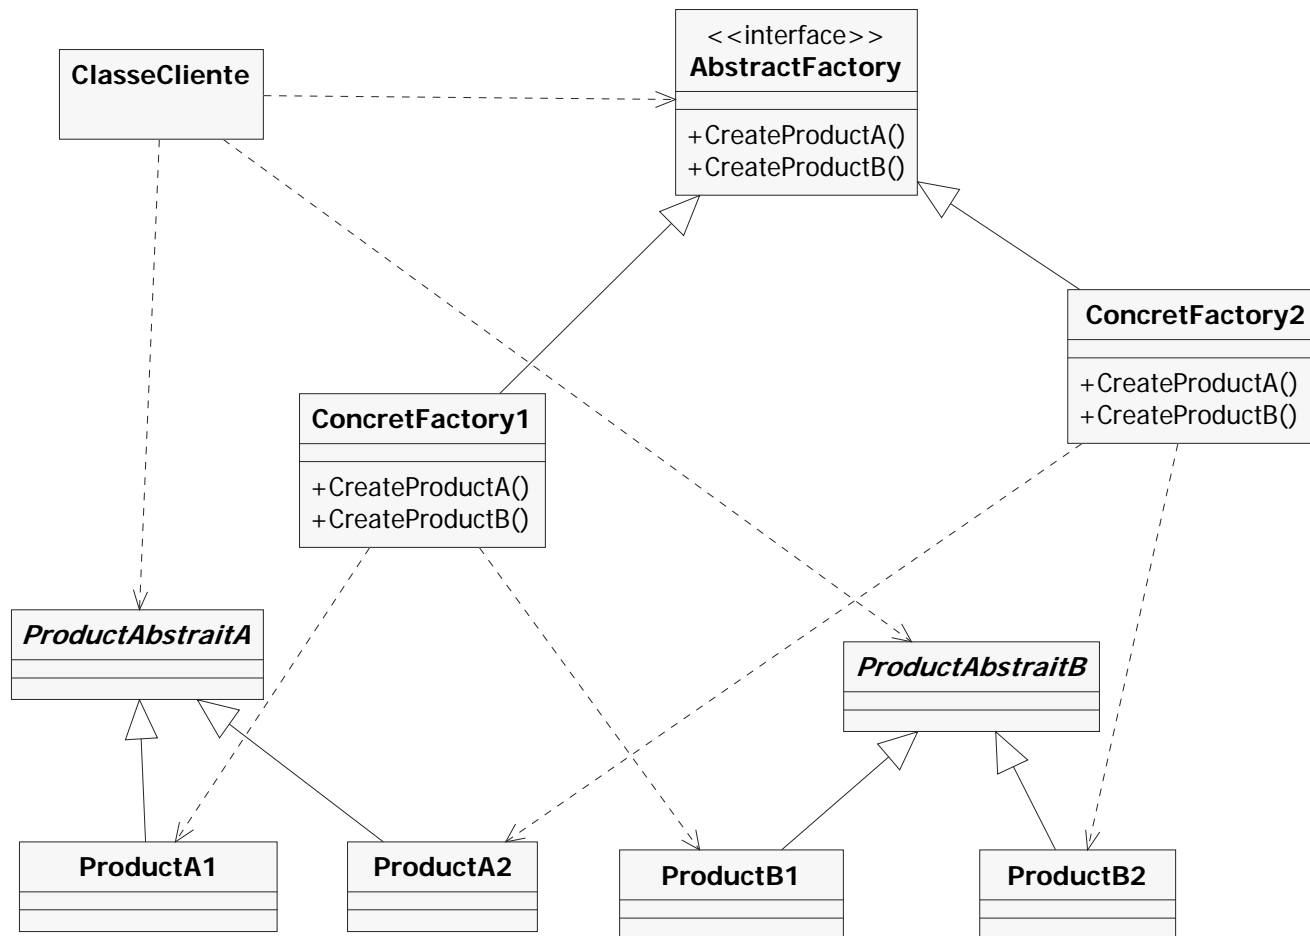 <<interface>>
AbstractFactory
+CreateProductA()
+CreateProductB()
ClasseCliente
ConcretFactory2
+CreateProductA()
+CreateProductB()
ConcretFactory1
+CreateProductA()
+CreateProductB()
ProductAbstraitA
ProductAbstraitB
ProductA1
ProductA2
ProductB1
ProductB2